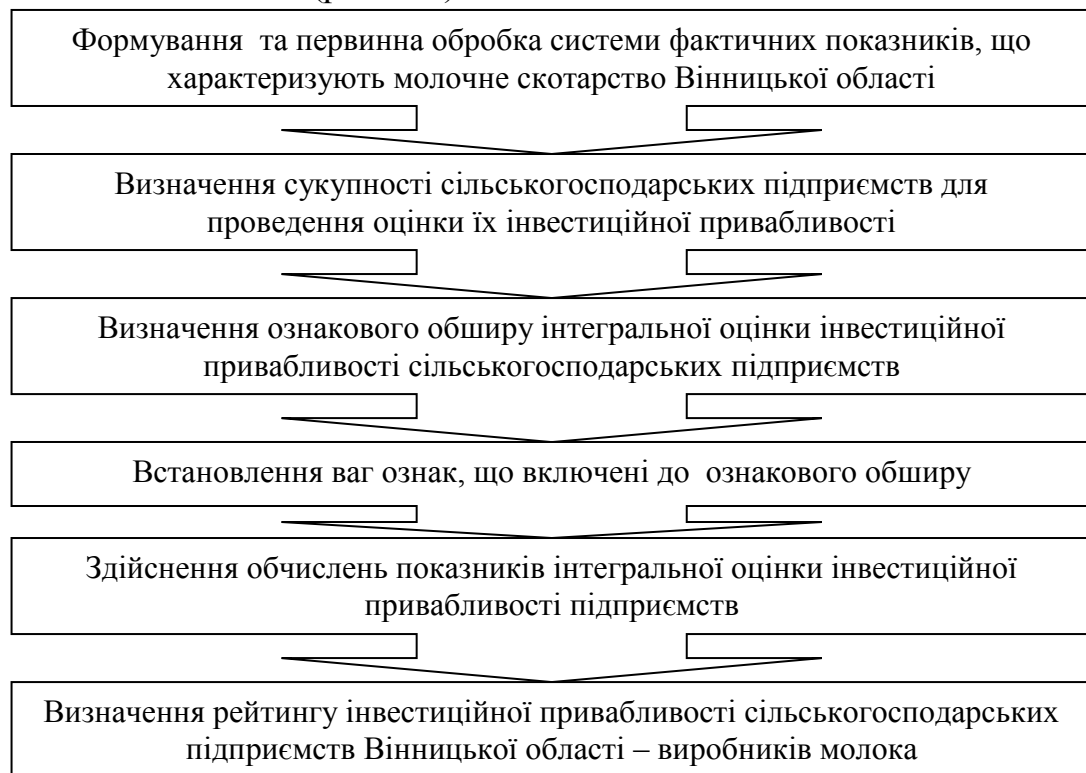 Формування та первинна обробка системи фактичних показників, що
характеризують молочне скотарство Вінницької області
Визначення сукупності сільськогосподарських підприємств для
проведення оцінки їх інвестиційної привабливості
Визначення ознакового обширу інтегральної оцінки інвестиційної
привабливості сільськогосподарських підприємств
Встановлення ваг ознак, що включені до ознакового обширу
Здійснення обчислень показників інтегральної оцінки інвестиційної
привабливості підприємств
Визначення рейтингу інвестиційної привабливості сільськогосподарських
підприємств Вінницької області – виробників молока